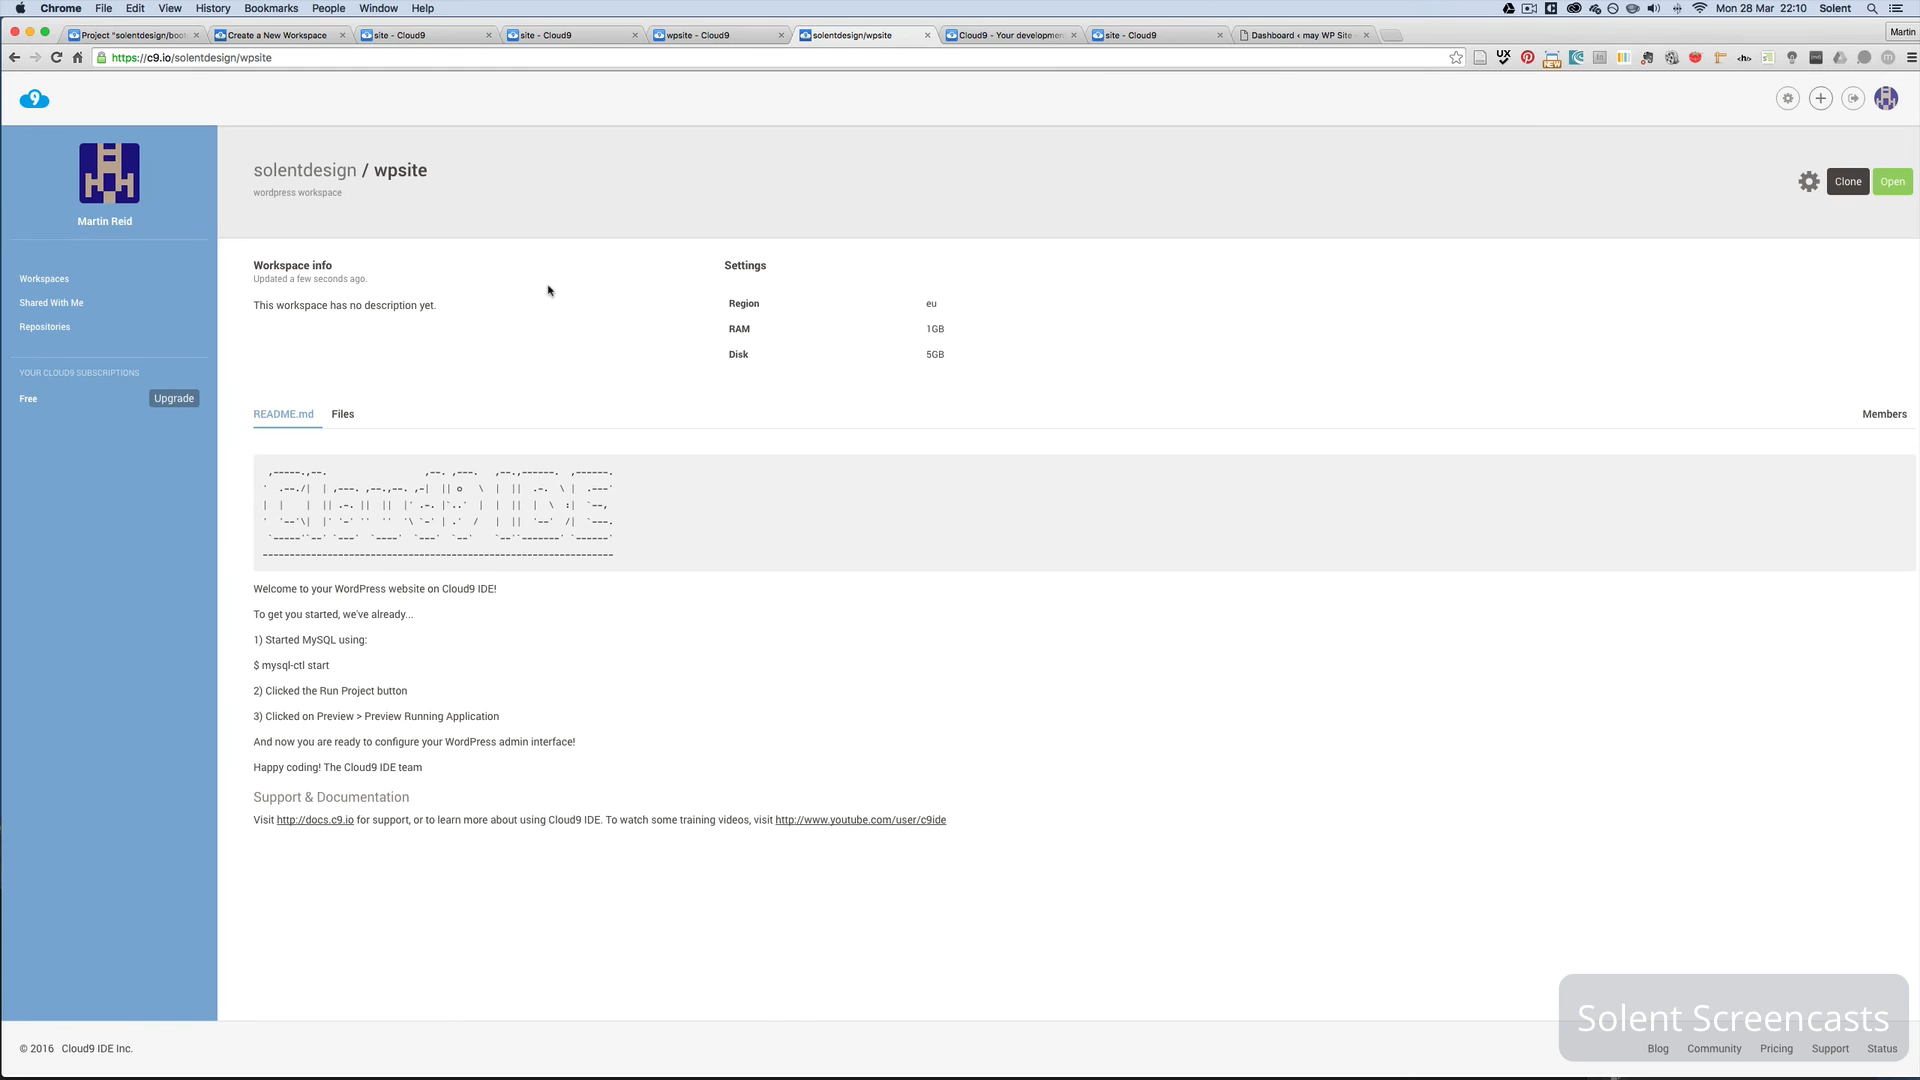 Chrome File Edit View History Bookmarks People Window Help Mon 28 Mar 22:10 Solent
Project "solentdesign/boo Create a New Workspace site - Cloud9 site - Cloud9 wpsite - Cloud9 solentdesign/wpsite Cloud9 - Your developmen site - Cloud9 Dashboard ‹ may WP Site Martin
https://c9.io/solentdesign/wpsite
9
solentdesign / wpsite
wordpress workspace
Clone Open
Martin Reid
Workspaces
Shared With Me
Repositories
YOUR CLOUD9 SUBSCRIPTIONS
Free Upgrade
Workspace info
Updated a few seconds ago.
This workspace has no description yet.
Settings
Region eu
RAM 1GB
Disk 5GB
README.md Files Members
Welcome to your WordPress website on Cloud9 IDE!
To get you started, we've already...
1) Started MySQL using:
$ mysql-ctl start
2) Clicked the Run Project button
3) Clicked on Preview > Preview Running Application
And now you are ready to configure your WordPress admin interface!
Happy coding! The Cloud9 IDE team
Support & Documentation
Visit http://docs.c9.io for support, or to learn more about using Cloud9 IDE. To watch some training videos, visit http://www.youtube.com/user/c9ide
Solent Screencasts
© 2016 Cloud9 IDE Inc.
Blog Community Pricing Support Status